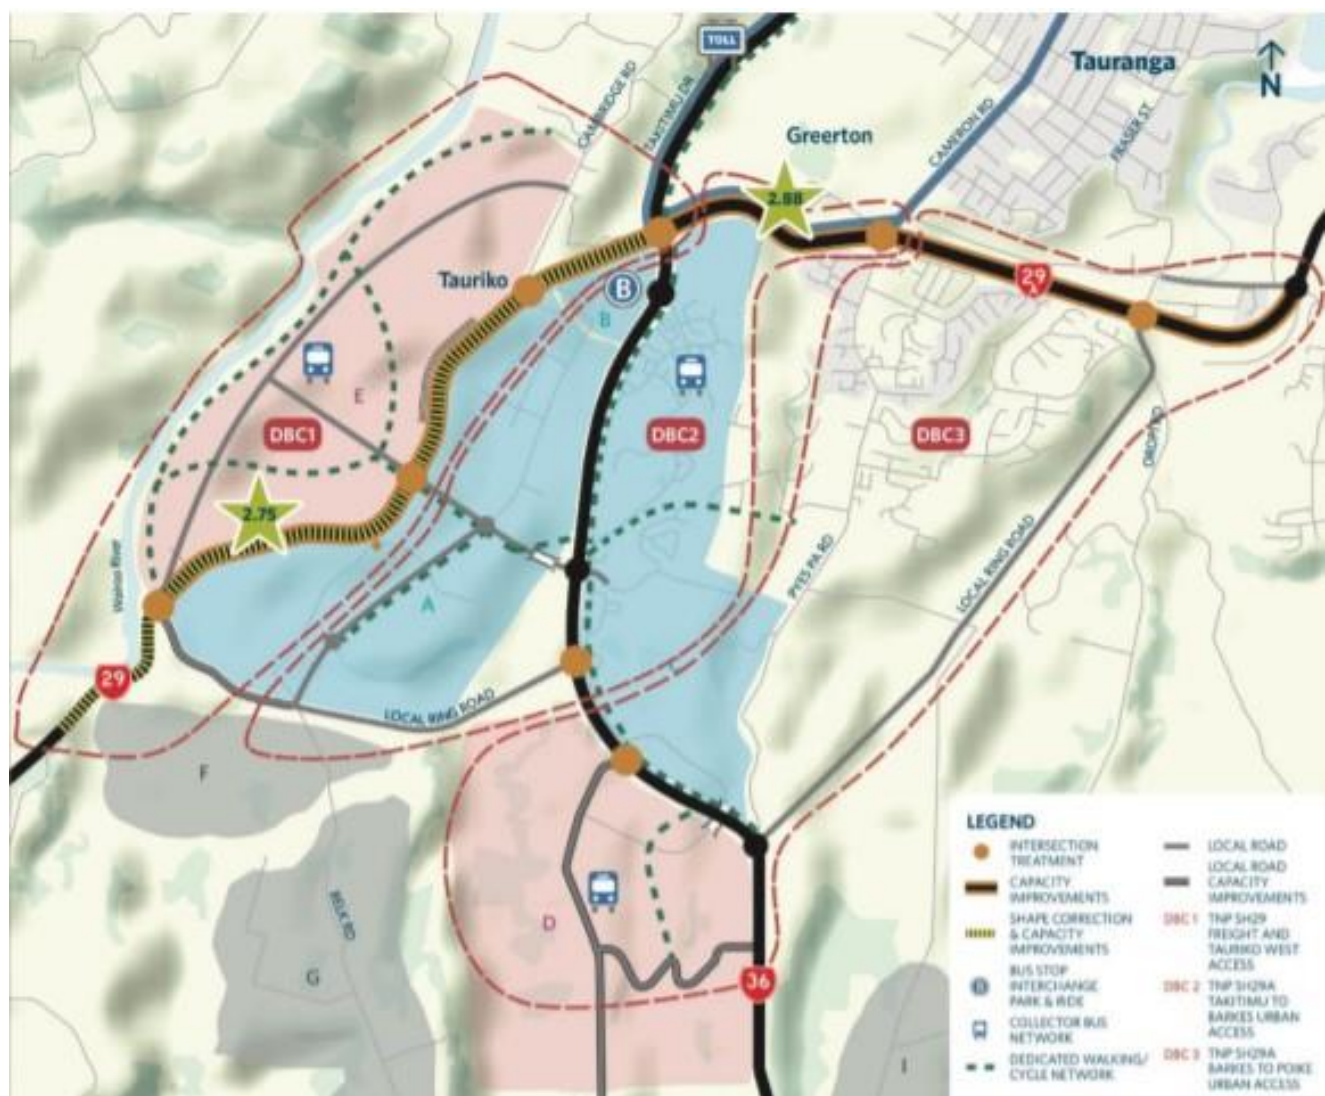 TOLL
Tauranga
N
CAMBRIDGE RD
TAKITIMU DR
Greerton
CAMERON RD
FRASER ST
2.88
Tauriko
B
B
29
A
E
DBC1
DBC2
DBC3
2.75
A
Wairoa River
PYES PA RD
LOCAL RING ROAD
OROPI RD
29
LOCAL RING ROAD
F
BELK RD
G
D
36
I
LEGEND
INTERSECTION
TREATMENT
CAPACITY
IMPROVEMENTS
SHAPE CORRECTION
& CAPACITY
IMPROVEMENTS
B
BUS STOP
INTERCHANGE
PARK & RIDE
COLLECTOR BUS
NETWORK
DEDICATED WALKING/
CYCLE NETWORK
LOCAL ROAD
LOCAL ROAD
CAPACITY
IMPROVEMENTS
DBC 1 TNP SH29
FREIGHT AND
TAURIKO WEST
ACCESS
DBC 2 TNP SH29A
TAKITIMU TO
BARKES URBAN
ACCESS
DBC 3 TNP SH29A
BARKES TO POIKE
URBAN ACCESS